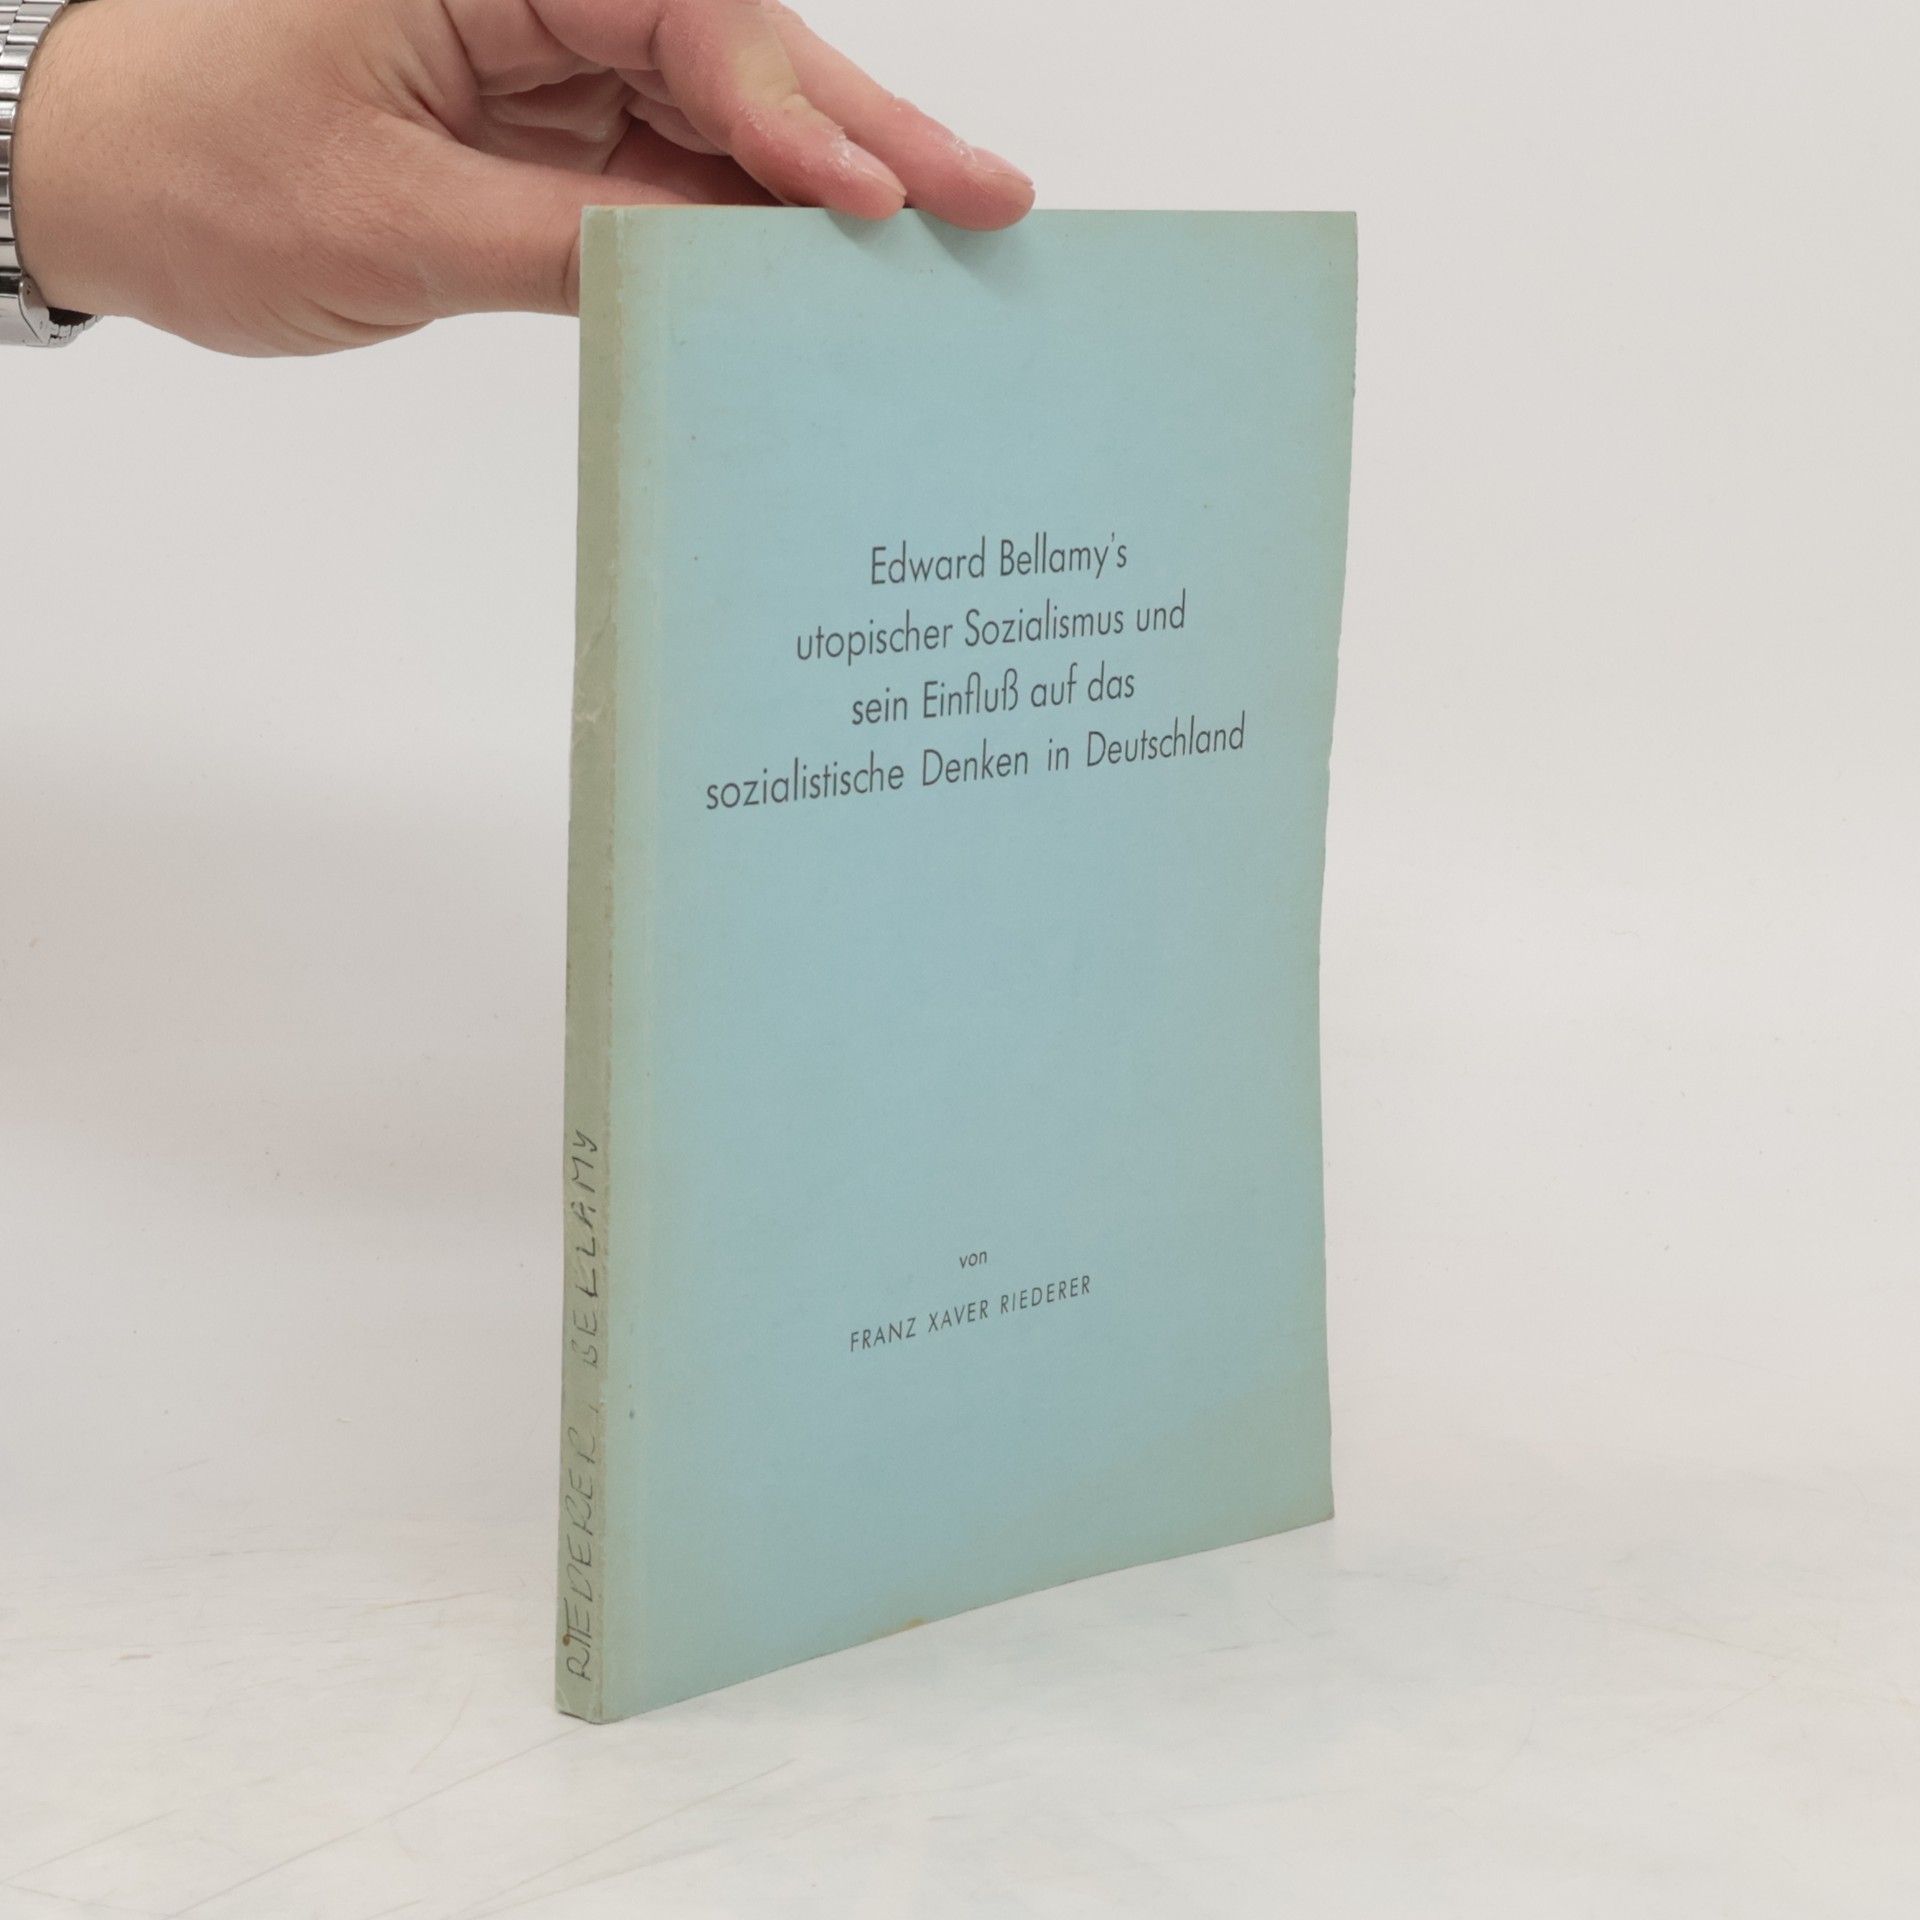 Edward Bellamy's
utopischer Sozialismus und
sein Einfluß auf das
sozialistische Denken in Deutschland
von
FRANZ XAVER RIEDERER
RIEDERER, BELLAMY